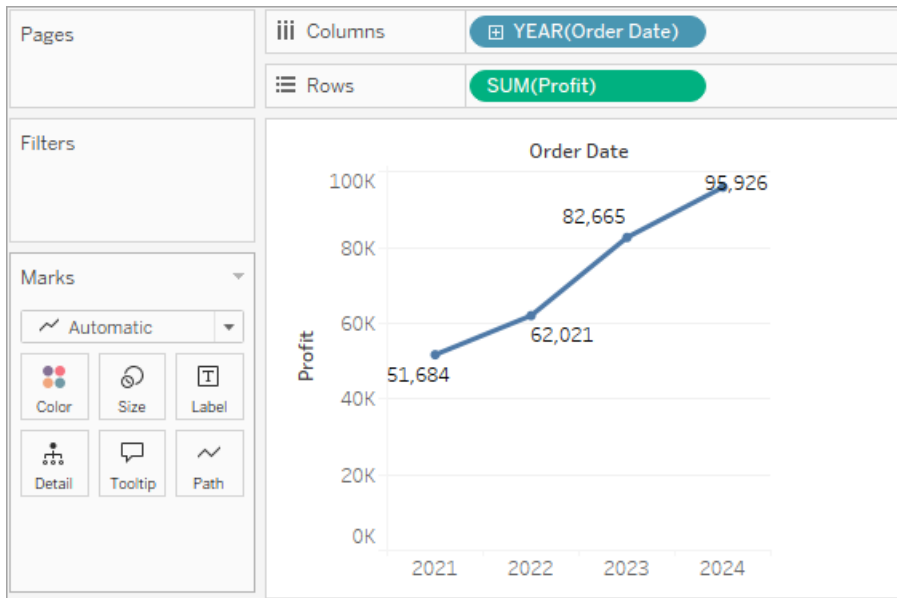 Pages
Columns
YEAR(Order Date)
Rows
SUM(Profit)
Filters
Marks
Automatic
Color
Size
T
Label
Detail
Tooltip
Path
Order Date
Profit
100K
80K
60K
40K
20K
0K
51,684
62,021
82,665
95,926
2021
2022
2023
2024